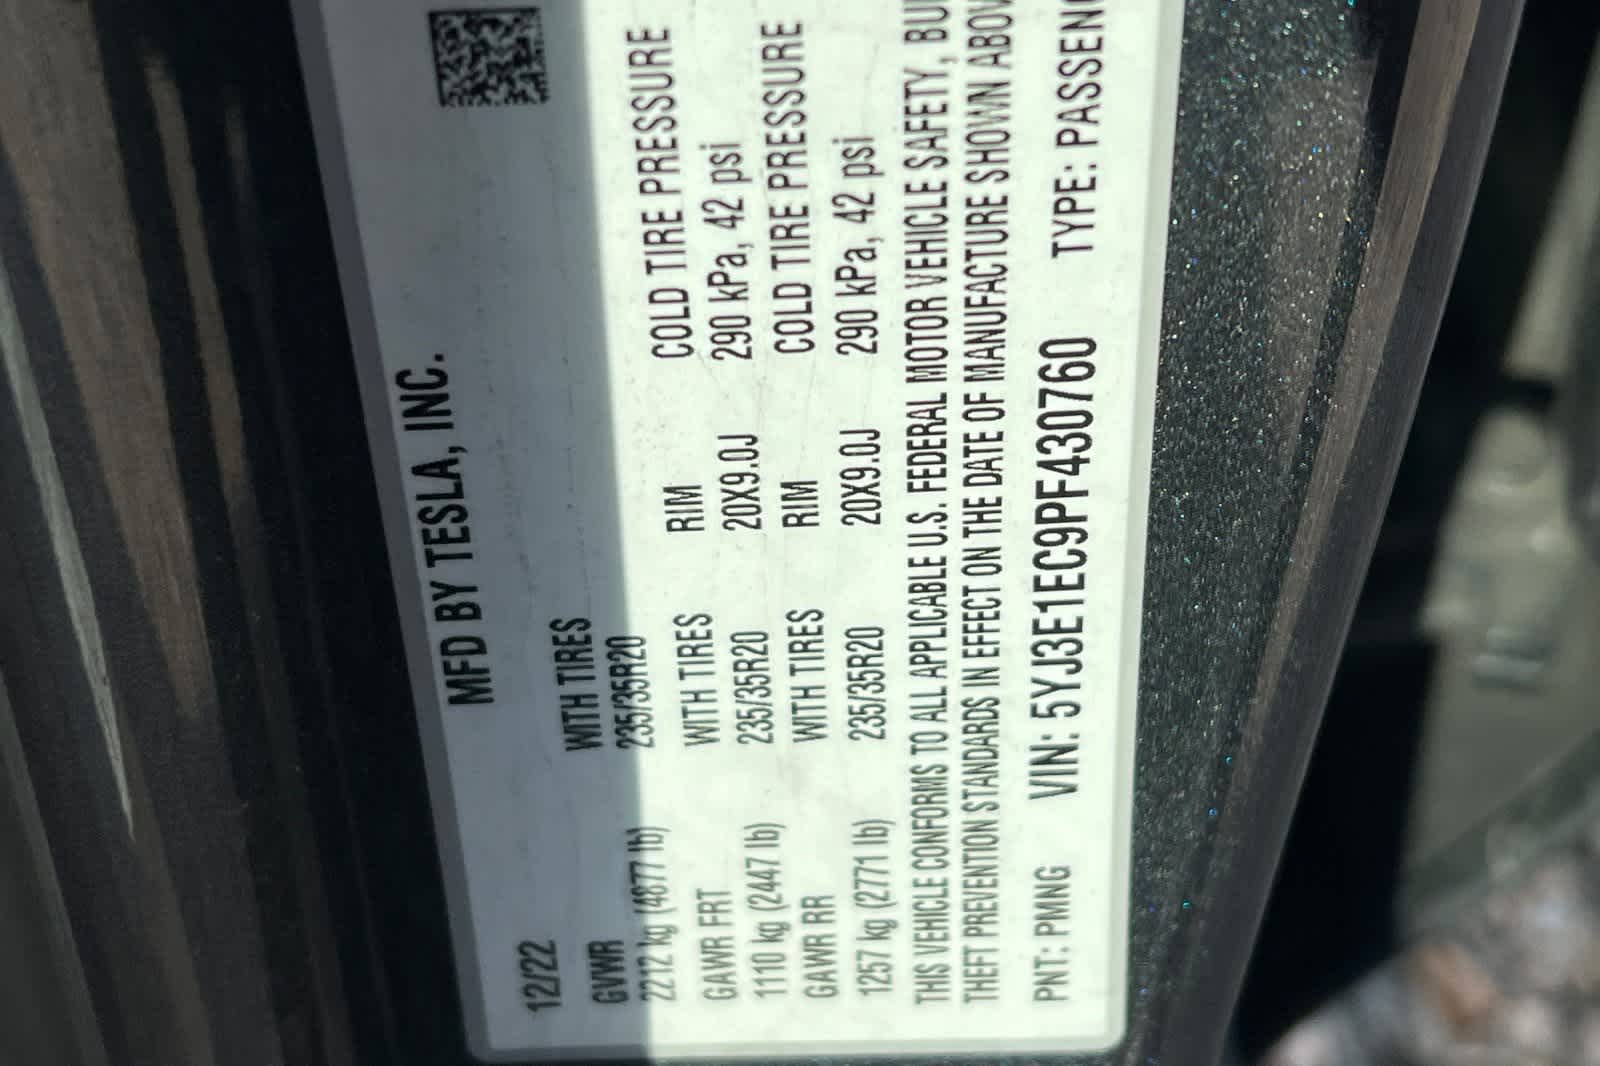 MFD BY TESLA, INC.
12/22
GVWR WITH TIRES
2212 kg (4877 lb) 235/35R20
GAWR FRT WITH TIRES RIM COLD TIRE PRESSURE
1110 kg (2447 lb) 235/35R20 20X9.0J 290 kPa, 42 psi
GAWR RR WITH TIRES RIM COLD TIRE PRESSURE
1257 kg (2771 lb) 235/35R20 20X9.0J 290 kPa, 42 psi
THIS VEHICLE CONFORMS TO ALL APPLICABLE U.S. FEDERAL MOTOR VEHICLE SAFETY, BU
THEFT PREVENTION STANDARDS IN EFFECT ON THE DATE OF MANUFACTURE SHOWN ABOV
PNT: PMNG VIN: 5YJ3E1EC9PF430760 TYPE: PASSENG